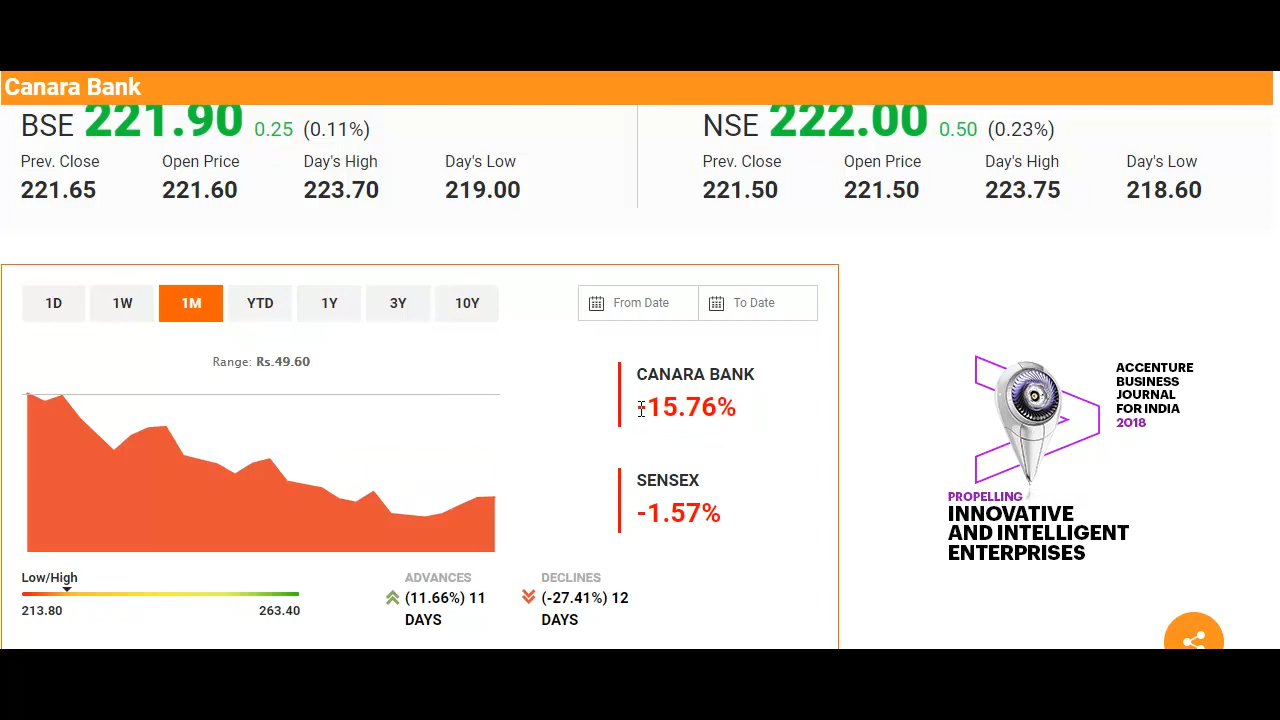 Canara Bank
BSE 221.90 0.25 (0.11%)
Prev. Close Open Price Day's High Day's Low
221.65 221.60 223.70 219.00
NSE 222.00 0.50 (0.23%)
Prev. Close Open Price Day's High Day's Low
221.50 221.50 223.75 218.60
1D 1W 1M YTD 1Y 3Y 10Y
From Date To Date
Range: Rs.49.60
CANARA BANK
-15.76%
SENSEX
-1.57%
Low/High
213.80 263.40
ADVANCES
(11.66%) 11
DAYS
DECLINES
(-27.41%) 12
DAYS
ACCENTURE
BUSINESS
JOURNAL
FOR INDIA
2018
PROPELLING
INNOVATIVE
AND INTELLIGENT
ENTERPRISES